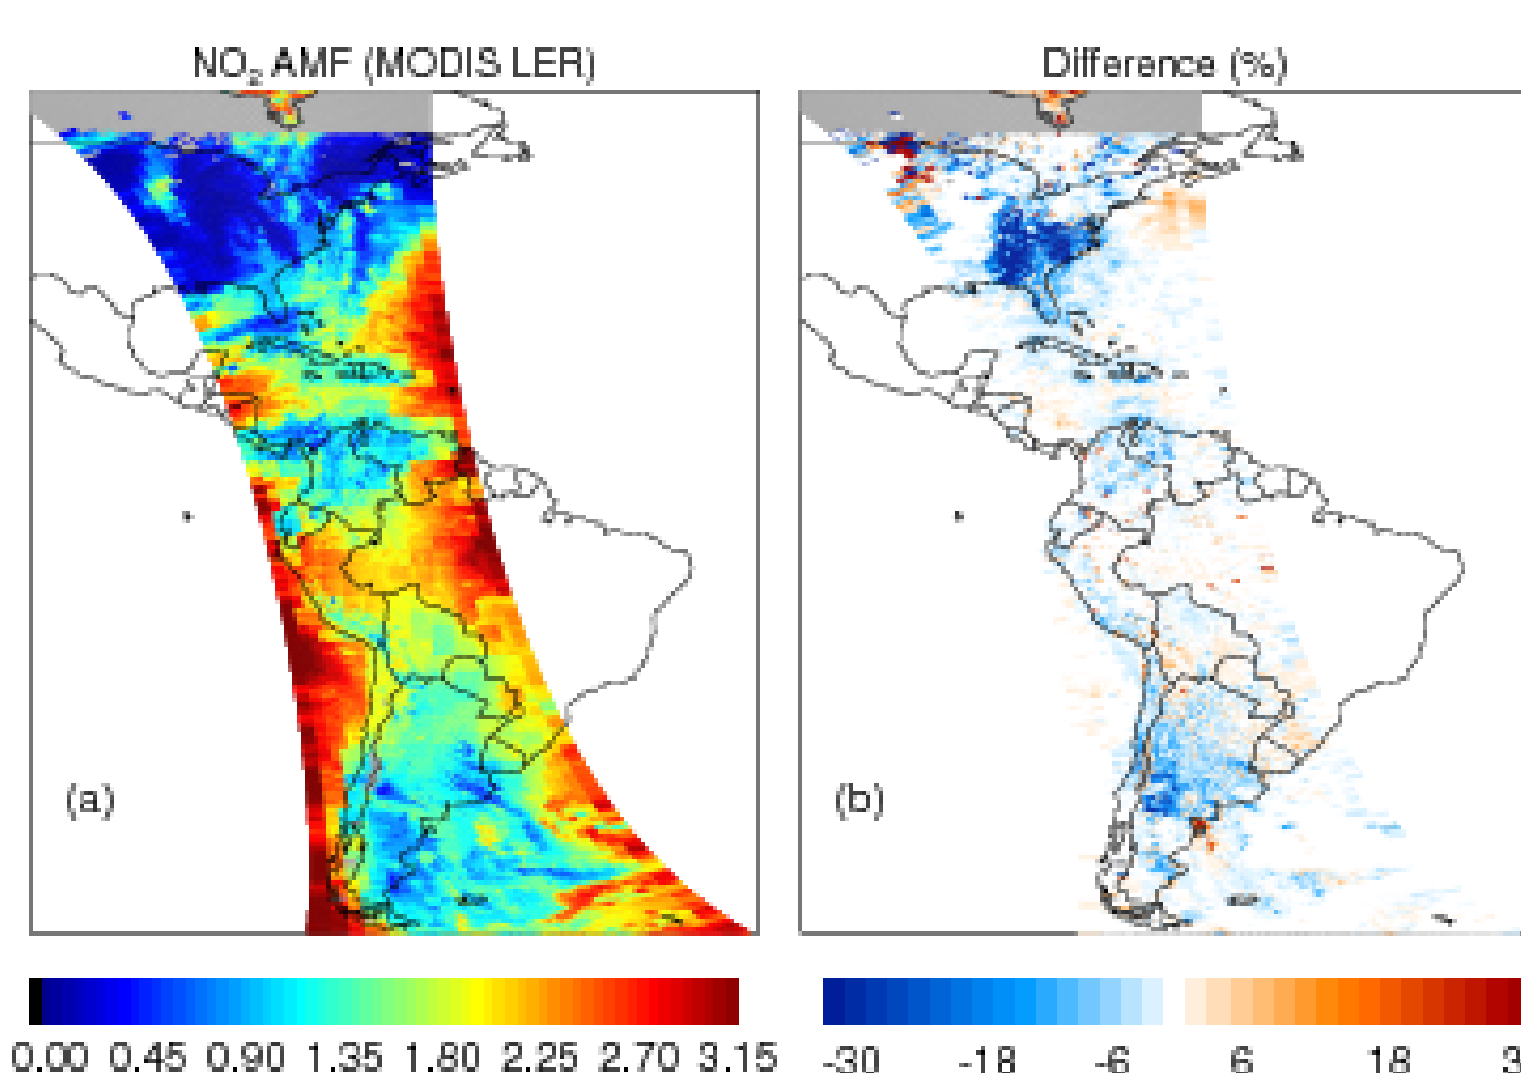 NO₂ AMF (MODIS LER)
Difference (%)
(a)
(b)
0.00 0.45 0.90 1.35 1.80 2.25 2.70 3.15
-30 -18 -6 6 18 3